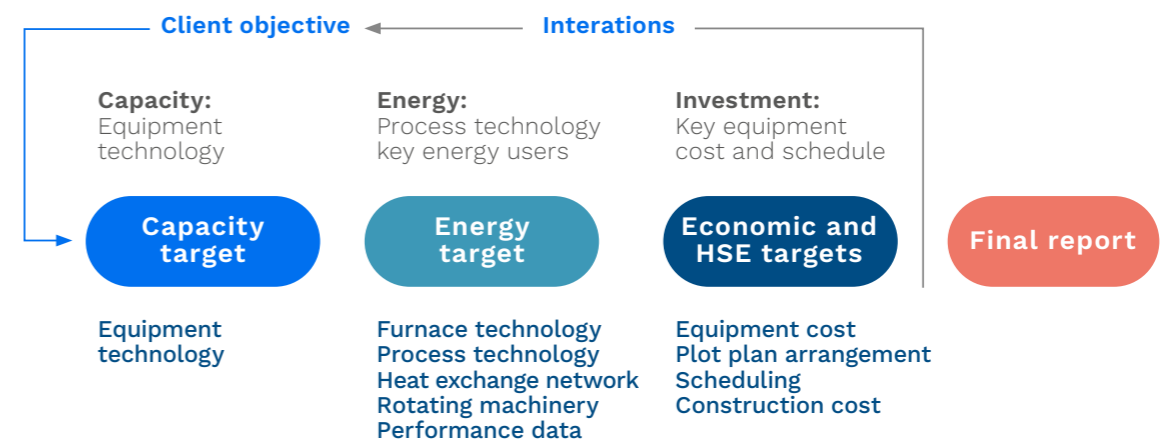 Client objective
Interations
Capacity:
Equipment
technology
Energy:
Process technology
key energy users
Investment:
Key equipment
cost and schedule
Capacity
target
Energy
target
Economic and
HSE targets
Final report
Equipment
technology
Furnace technology
Process technology
Heat exchange network
Rotating machinery
Performance data
Equipment cost
Plot plan arrangement
Scheduling
Construction cost